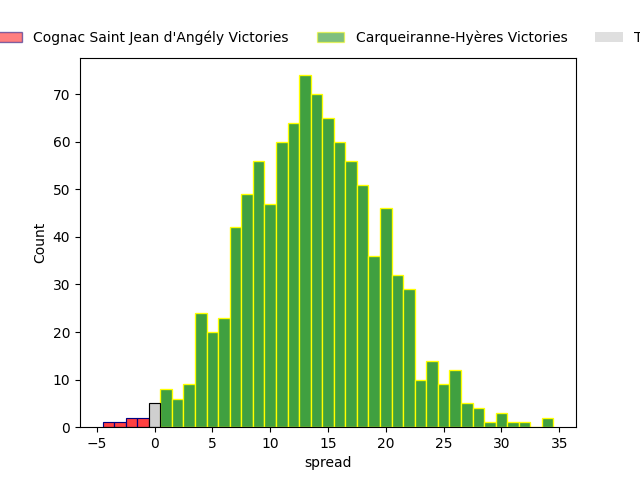 Cognac Saint Jean d'Angély Victories Carqueiranne-Hyères Victories T
70
60
50
40
30
20
10
0
Count
−5 0 5 10 15 20 25 30 35
spread